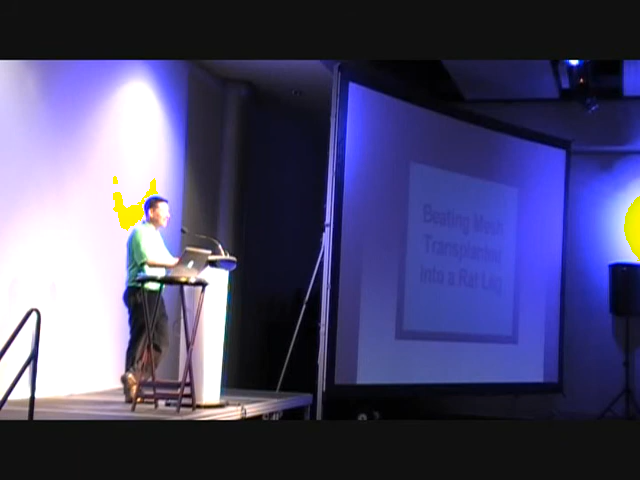 Beating Mesh
Transplanted
into a Rat Leg